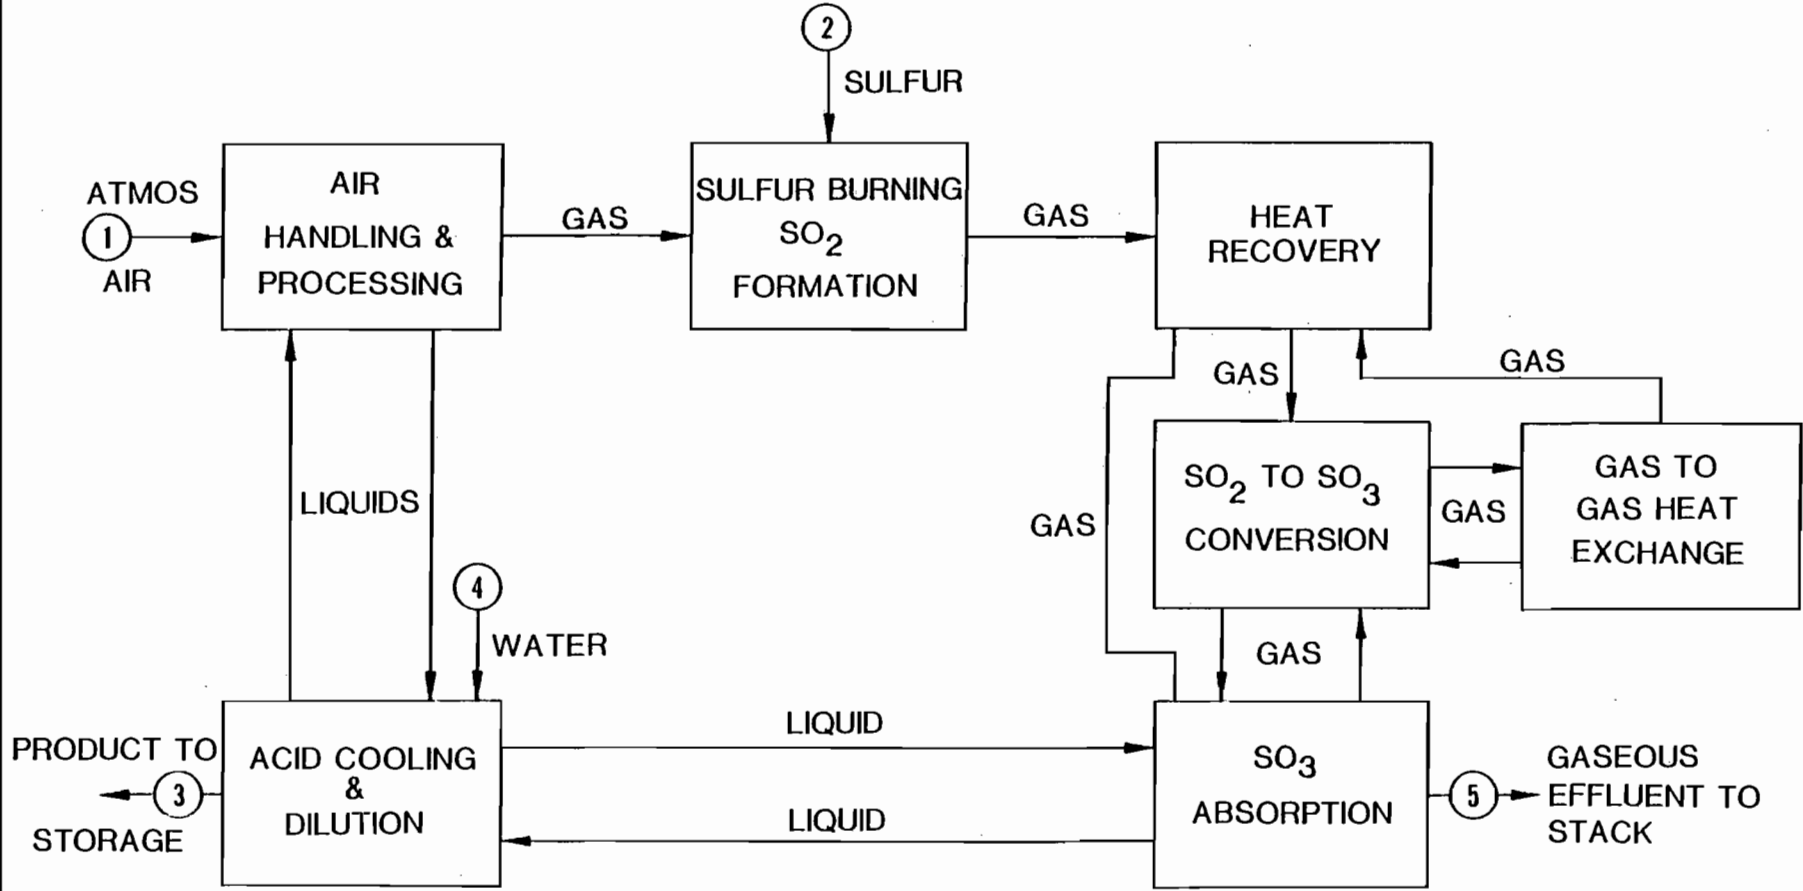 2
SULFUR
ATMOS
1
AIR
AIR
HANDLING &
PROCESSING
GAS
SULFUR BURNING
SO2
FORMATION
GAS
HEAT
RECOVERY
GAS
GAS
LIQUIDS
GAS
SO2 TO SO3
CONVERSION
GAS
GAS TO
GAS HEAT
EXCHANGE
4
WATER
GAS
PRODUCT TO
3
STORAGE
ACID COOLING
&
DILUTION
LIQUID
LIQUID
SO3
ABSORPTION
5
GASEOUS
EFFLUENT TO
STACK